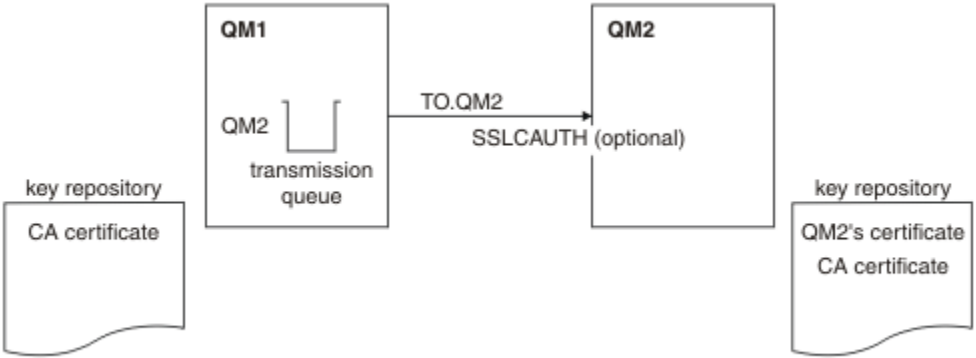 QM1
QM2
TO.QM2
QM2
SSLCAUTH (optional)
transmission
queue
key repository
CA certificate
key repository
QM2's certificate
CA certificate